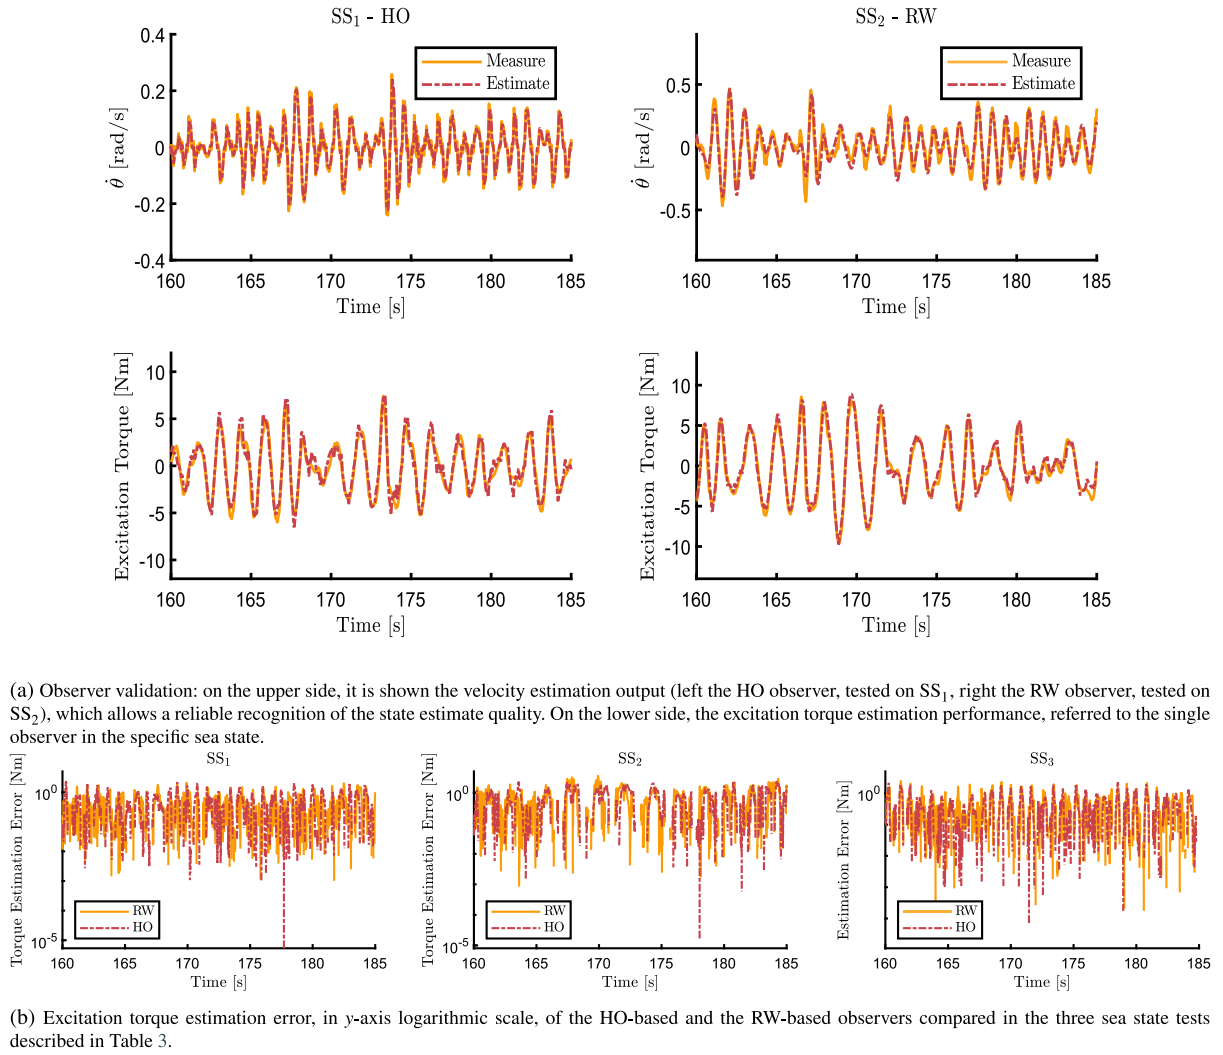 SS₁ - HO
SS₂ - RW
0.4
0.2
0
-0.2
-0.4
θ̇ [rad/s]
Measure
Estimate
160
165
170
175
180
185
Time [s]
0.5
0
-0.5
θ̇ [rad/s]
Measure
Estimate
160
165
170
175
180
185
Time [s]
10
5
0
-5
-10
Excitation Torque [Nm]
160
165
170
175
180
185
Time [s]
10
5
0
-5
-10
Excitation Torque [Nm]
160
165
170
175
180
185
Time [s]
(a) Observer validation: on the upper side, it is shown the velocity estimation output (left the HO observer, tested on SS₁, right the RW observer, tested on
SS₂), which allows a reliable recognition of the state estimate quality. On the lower side, the excitation torque estimation performance, referred to the single
observer in the specific sea state.
SS₁
Torque Estimation Error [Nm]
10⁰
10⁻⁵
RW
HO
160
165
170
175
180
185
Time [s]
SS₂
Torque Estimation Error [Nm]
10⁰
10⁻⁵
RW
HO
160
165
170
175
180
185
Time [s]
SS₃
Estimation Error [Nm]
10⁰
RW
HO
160
165
170
175
180
185
Time [s]
(b) Excitation torque estimation error, in y-axis logarithmic scale, of the HO-based and the RW-based observers compared in the three sea state tests
described in Table 3.